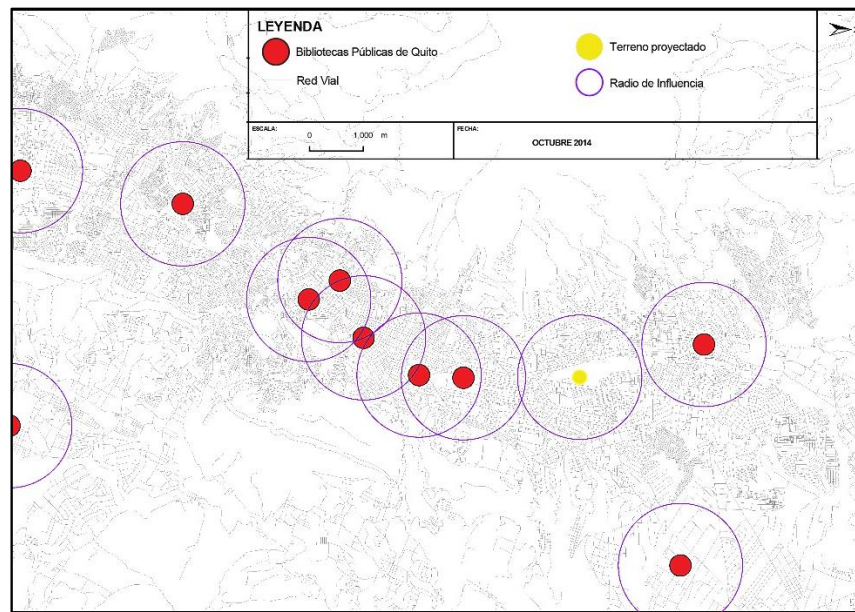 LEYENDA
Bibliotecas Públicas de Quito
Red Vial
Terreno proyectado
Radio de Influencia
ESCALA:
0 1,000 m
FECHA:
OCTUBRE 2014